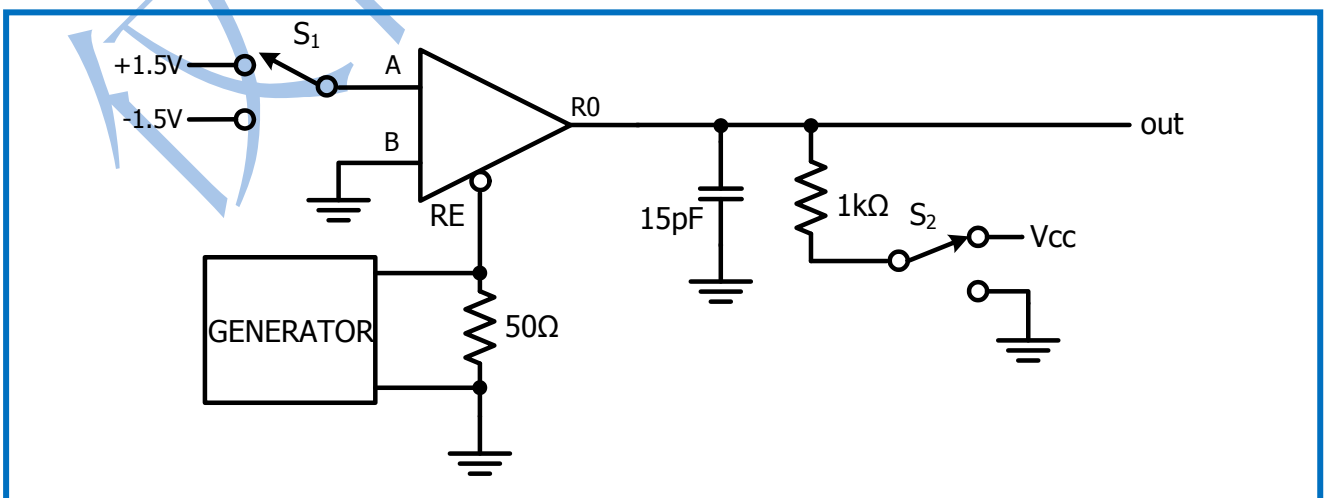 S1
+1.5V
A
-1.5V
R0
out
B
15pF
1kΩ
S2
RE
Vcc
GENERATOR
50Ω